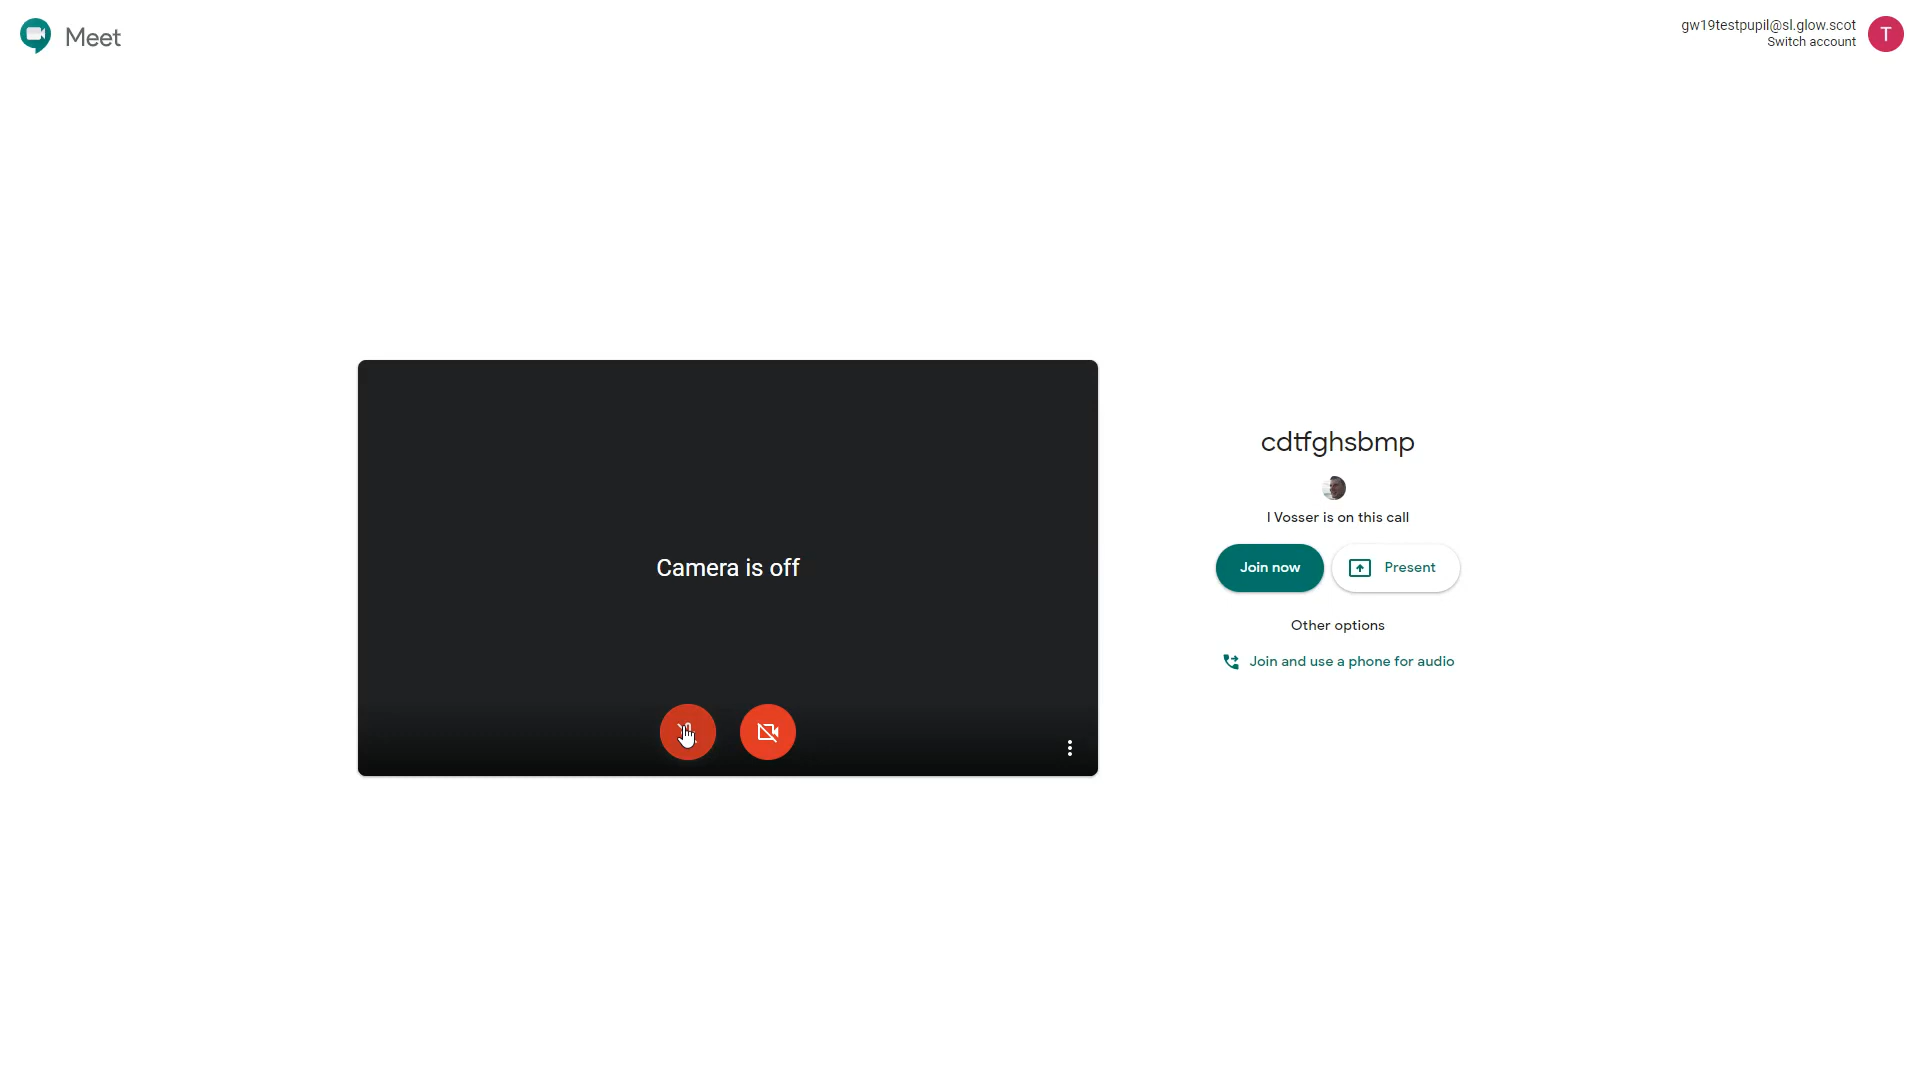 Meet
gw19testpupil@sl.glow.scot
Switch account
T
Camera is off
cdtfghsbmp
I Vosser is on this call
Join now
Present
Other options
Join and use a phone for audio